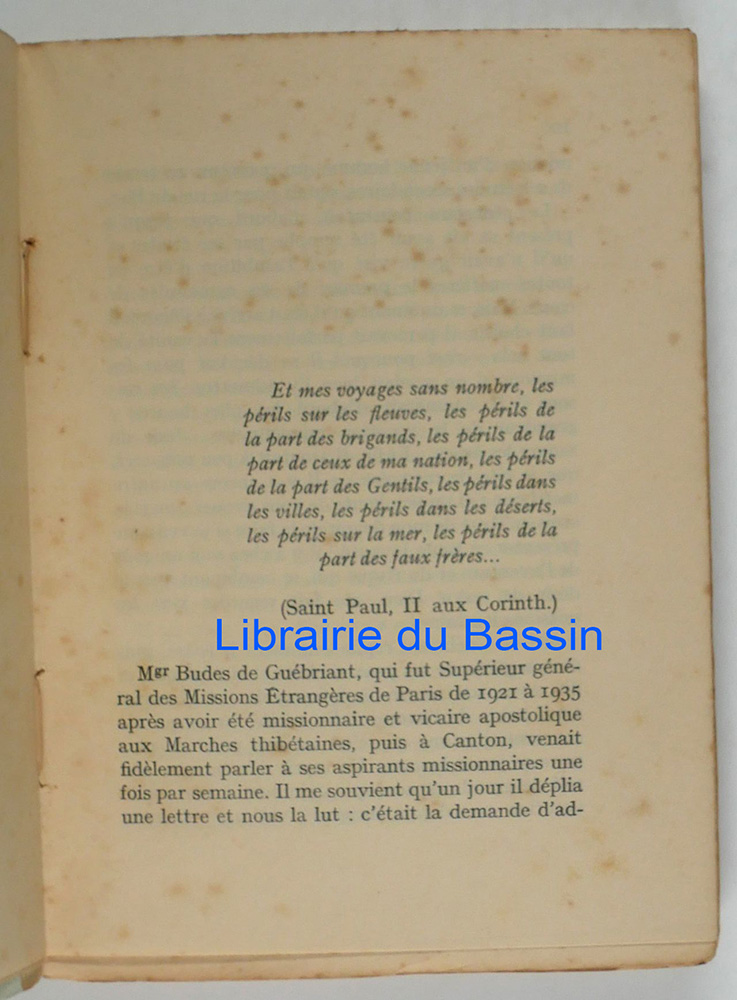 Et mes voyages sans nombre, les
périls sur les fleuves, les périls de
la part des brigands, les périls de la
part de ceux de ma nation, les périls
de la part des Gentils, les périls dans
les villes, les périls dans les déserts,
les périls sur la mer, les périls de la
part des faux frères...
(Saint Paul, II aux Corinth.)
Librairie du Bassin
Mgr Budes de Guébriant, qui fut Supérieur géné-
ral des Missions Étrangères de Paris de 1921 à 1935
après avoir été missionnaire et vicaire apostolique
aux Marches thibétaines, puis à Canton, venait
fidèlement parler à ses aspirants missionnaires une
fois par semaine. Il me souvient qu'un jour il déplia
une lettre et nous la lut : c'était la demande d'ad-